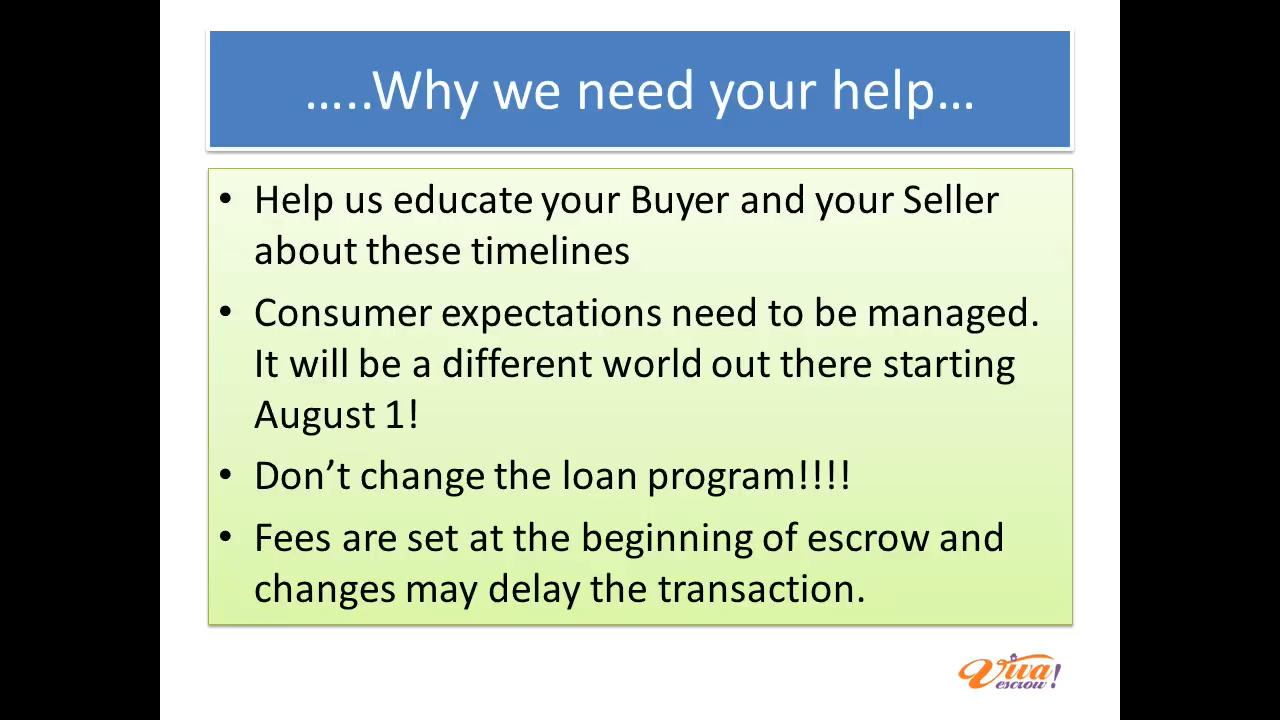 …..Why we need your help…
• Help us educate your Buyer and your Seller
about these timelines
• Consumer expectations need to be managed.
It will be a different world out there starting
August 1!
• Don’t change the loan program!!!!
• Fees are set at the beginning of escrow and
changes may delay the transaction.
Viva
escrow!